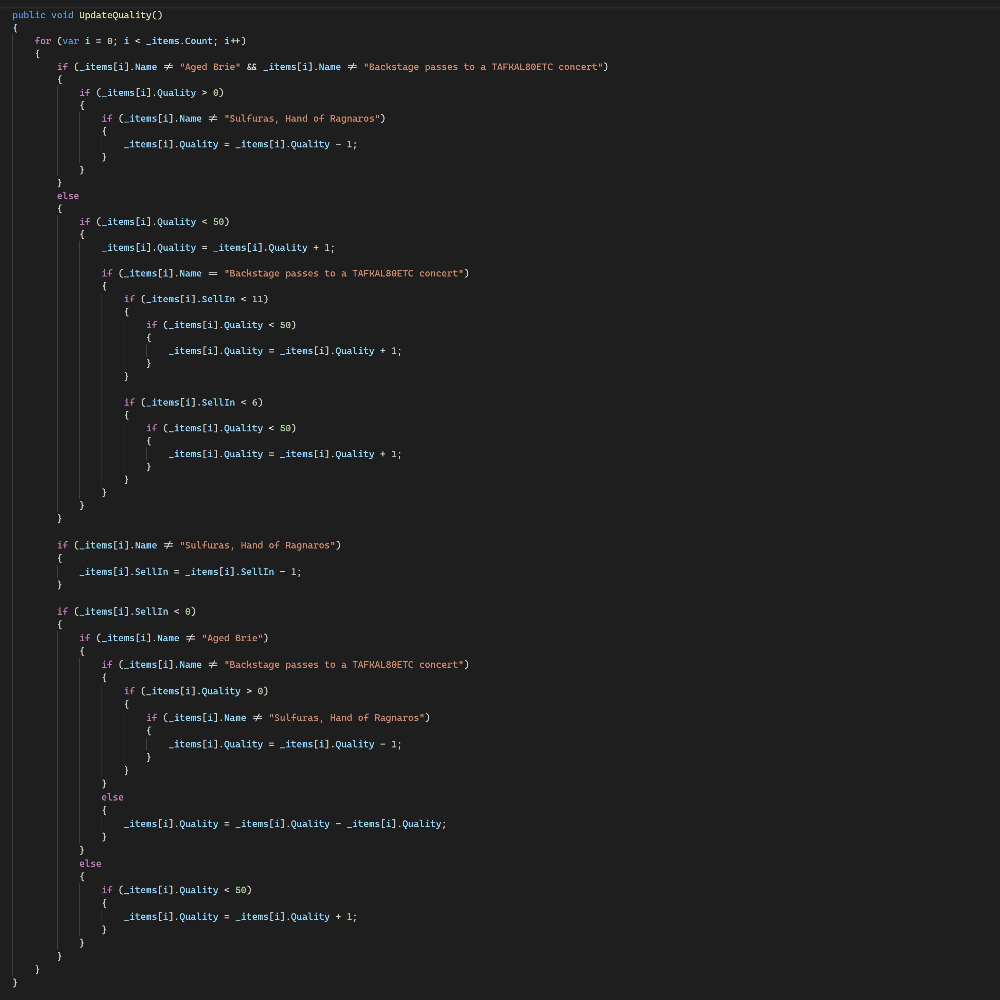 public void UpdateQuality()
{
    for (var i = 0; i < _items.Count; i++)
    {
        if (_items[i].Name != "Aged Brie" && _items[i].Name != "Backstage passes to a TAFKAL80ETC concert")
        {
            if (_items[i].Quality > 0)
            {
                if (_items[i].Name != "Sulfuras, Hand of Ragnaros")
                {
                    _items[i].Quality = _items[i].Quality - 1;
                }
            }
        }
        else
        {
            if (_items[i].Quality < 50)
            {
                _items[i].Quality = _items[i].Quality + 1;

                if (_items[i].Name == "Backstage passes to a TAFKAL80ETC concert")
                {
                    if (_items[i].SellIn < 11)
                    {
                        if (_items[i].Quality < 50)
                        {
                            _items[i].Quality = _items[i].Quality + 1;
                        }
                    }

                    if (_items[i].SellIn < 6)
                    {
                        if (_items[i].Quality < 50)
                        {
                            _items[i].Quality = _items[i].Quality + 1;
                        }
                    }
                }
            }
        }

        if (_items[i].Name != "Sulfuras, Hand of Ragnaros")
        {
            _items[i].SellIn = _items[i].SellIn - 1;
        }

        if (_items[i].SellIn < 0)
        {
            if (_items[i].Name != "Aged Brie")
            {
                if (_items[i].Name != "Backstage passes to a TAFKAL80ETC concert")
                {
                    if (_items[i].Quality > 0)
                    {
                        if (_items[i].Name != "Sulfuras, Hand of Ragnaros")
                        {
                            _items[i].Quality = _items[i].Quality - 1;
                        }
                    }
                }
                else
                {
                    _items[i].Quality = _items[i].Quality - _items[i].Quality;
                }
            }
            else
            {
                if (_items[i].Quality < 50)
                {
                    _items[i].Quality = _items[i].Quality + 1;
                }
            }
        }
    }
}